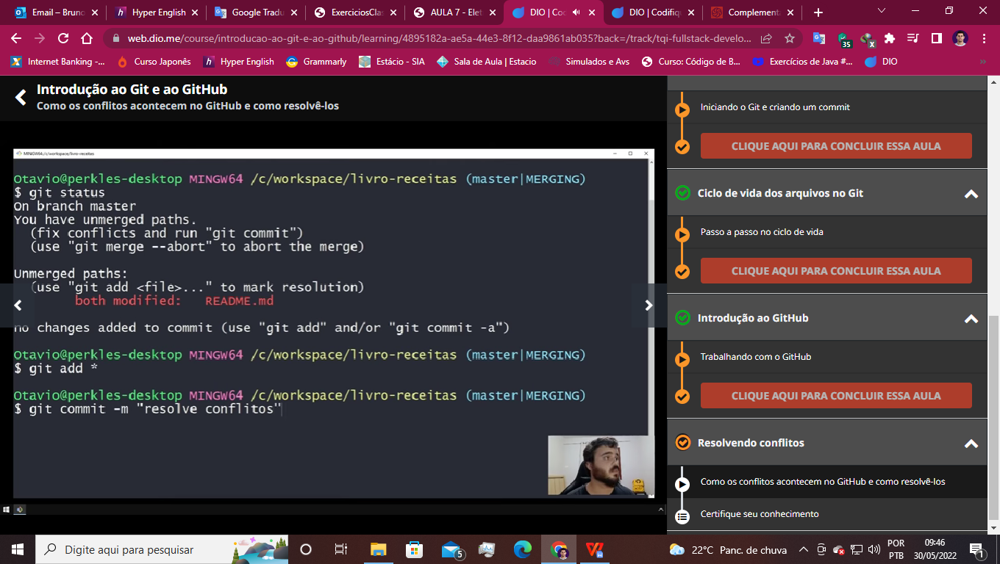 Email – Bruno
Hyper English
Google Tradu
ExerciciosClas
AULA 7 - Elet
DIO | Coc
DIO | Codifiq
Complementa
web.dio.me/course/introducao-ao-git-e-ao-github/learning/4895182a-ae5a-44e3-8f12-daa9861ab035?back=/track/tqi-fullstack-develo...
35
X
Internet Banking -...
Curso Japonês
Hyper English
Grammarly
Estácio - SIA
Sala de Aula | Estacio
Simulados e Avs
Curso: Código de B...
Exercícios de Java #...
DIO
»
Introdução ao Git e ao GitHub
Como os conflitos acontecem no GitHub e como resolvê-los
MINGW64:/c/workspace/livro-receitas
Otavio@perkles-desktop MINGW64 /c/workspace/livro-receitas (master|MERGING)
$ git status
On branch master
You have unmerged paths.
(fix conflicts and run "git commit")
(use "git merge --abort" to abort the merge)
Unmerged paths:
(use "git add <file>..." to mark resolution)
both modified: README.md
no changes added to commit (use "git add" and/or "git commit -a")
Otavio@perkles-desktop MINGW64 /c/workspace/livro-receitas (master|MERGING)
$ git add *
Otavio@perkles-desktop MINGW64 /c/workspace/livro-receitas (master|MERGING)
$ git commit -m "resolve conflitos"
Iniciando o Git e criando um commit
CLIQUE AQUI PARA CONCLUIR ESSA AULA
Ciclo de vida dos arquivos no Git
Passo a passo no ciclo de vida
CLIQUE AQUI PARA CONCLUIR ESSA AULA
Introdução ao GitHub
Trabalhando com o GitHub
CLIQUE AQUI PARA CONCLUIR ESSA AULA
Resolvendo conflitos
Como os conflitos acontecem no GitHub e como resolvê-los
Certifique seu conhecimento
Digite aqui para pesquisar
5
22°C Panc. de chuva
POR
PTB
09:46
30/05/2022
1